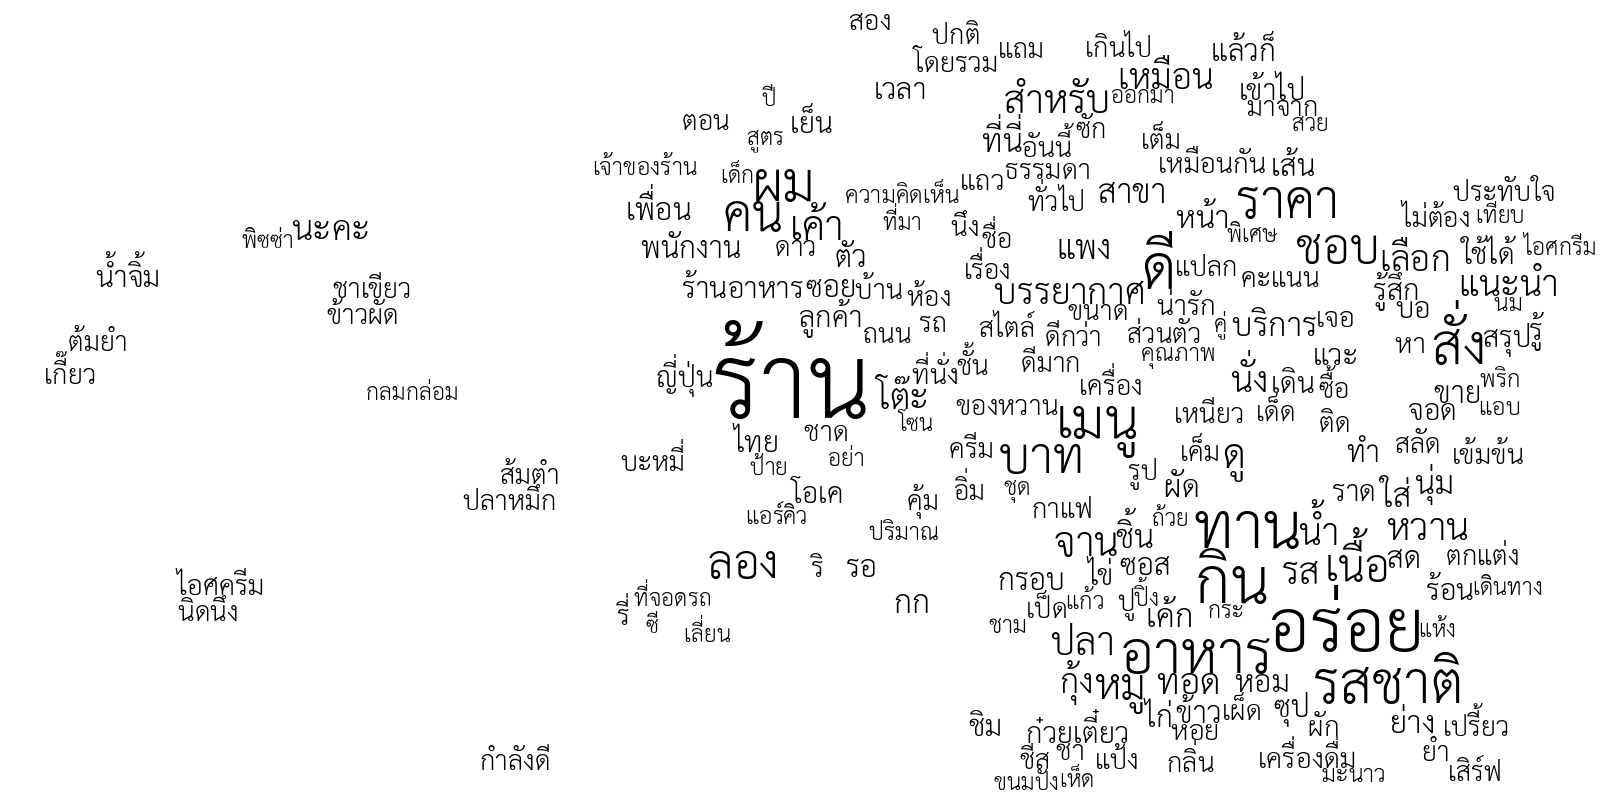 สอง
ปกติ
โดยรวม
แถม
เกินไป
แล้วก็
เวลา
เหมือน
สำหรับ
ออกมา
เข้าไป
มาจาก
สวย
ปี
ตอน
สูตร
เย็น
ที่นี่
อันนี้
ซัก
เต็ม
เหมือนกัน
เส้น
เจ้าของร้าน
เด็ก
ผม
ความคิดเห็น
แถว
ธรรมดา
ทั่วไป
สาขา
ราคา
ประทับใจ
เพื่อน
คน
เค้า
ที่มา
นึง
ชื่อ
หน้า
พิเศษ
ไม่ต้อง
เทียบ
พิซซ่า
นะคะ
พนักงาน
ดาว
ตัว
แพง
ดี
ชอบ
เลือก
ใช้ได้
ไอศกรีม
น้ำจิ้ม
ชาเขียว
ร้านอาหาร
ซอย
บ้าน
ห้อง
เรื่อง
แปลก
คะแนน
รู้สึก
แนะนำ
ข้าวผัด
ลูกค้า
ถนน
รถ
บรรยากาศ
ขนาด
น่ารัก
บอ
นม
สไตล์
ดีกว่า
ส่วนตัว
คู่
บริการ
เจอ
สั่ง
สรุป
รู้
ต้มยำ
เกี๊ยว
กลมกล่อม
ญี่ปุ่น
ร้าน
โต๊ะ
ที่นั่ง
ชั้น
ดีมาก
คุณภาพ
แวะ
หา
เครื่อง
นั่ง
เดิน
ซื้อ
ขาย
พริก
ของหวาน
เมนู
เหนียว
เด็ด
ติด
จอด
แอบ
โซน
ไทย
ชาด
ป้าย
อย่า
บะหมี่
ครีม
บาท
เค็ม
ดู
ทำ
สลัด
เข้มข้น
ส้มตำ
ปลาหมึก
โอเค
คุ้ม
อิ่ม
ชุด
รูป
ผัด
ราด
ใส่
นุ่ม
แอร์คิว
ปริมาณ
กาแฟ
ถ้วย
ทาน
น้ำ
หวาน
จาน
ชิ้น
ลอง
ริ
รอ
ไข่
ซอส
กิน
รส
เนื้อ
สด
ตกแต่ง
ไอศครีม
นิดนึง
กรอบ
ร้อน
เดินทาง
รี่
ที่จอดรถ
ซี
เลี่ยน
กก
เป็ด
แก้ว
ปู
ปิ้ง
เค้ก
กระ
ชาม
ปลา
อาหาร
อร่อย
แห้ง
กุ้ง
หมู
ทอด
หอม
รสชาติ
ไก่
ข้าว
เผ็ด
ซุป
ชิม
ก๋วยเตี๋ยว
หอย
ผัก
ย่าง
เปรี้ยว
กำลังดี
ชีส
ชา
แป้ง
กลิ่น
เครื่องดื่ม
ยำ
ขนมปัง
เห็ด
มะนาว
เสิร์ฟ